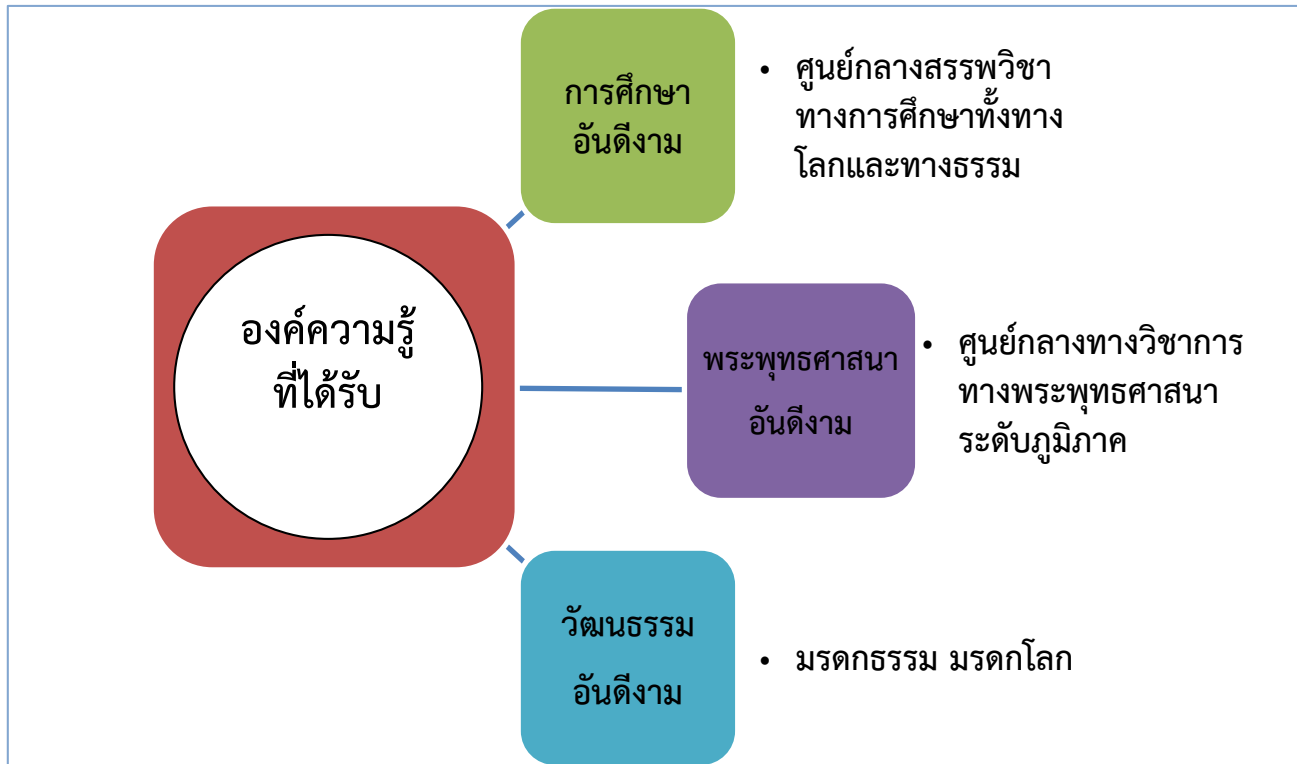 องค์ความรู้
ที่ได้รับ
การศึกษา
อันดีงาม
• ศูนย์กลางสรรพวิชา
ทางการศึกษาทั้งทาง
โลกและทางธรรม
พระพุทธศาสนา
อันดีงาม
• ศูนย์กลางทางวิชาการ
ทางพระพุทธศาสนา
ระดับภูมิภาค
วัฒนธรรม
อันดีงาม
• มรดกธรรม มรดกโลก